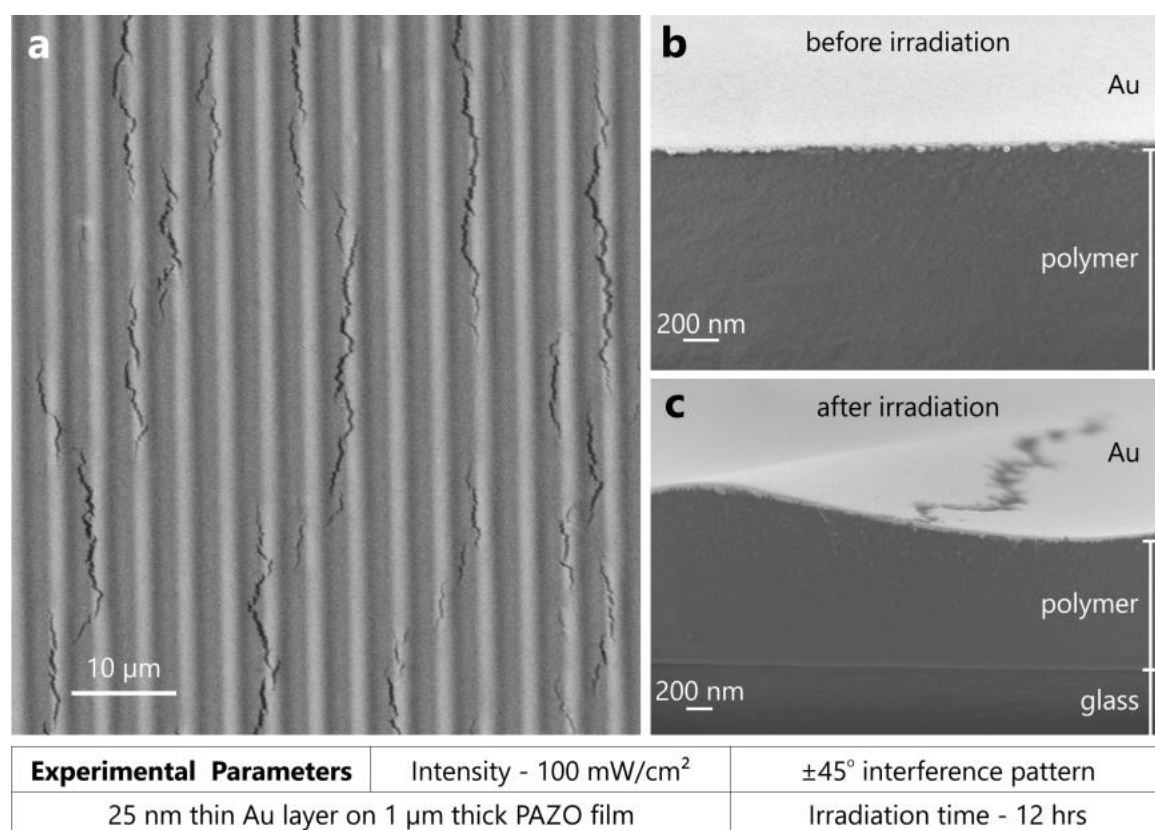 a
10 µm
b
before irradiation
Au
polymer
200 nm
c
after irradiation
Au
polymer
200 nm
glass
Experimental Parameters
Intensity - 100 mW/cm²
±45° interference pattern
25 nm thin Au layer on 1 µm thick PAZO film
Irradiation time - 12 hrs